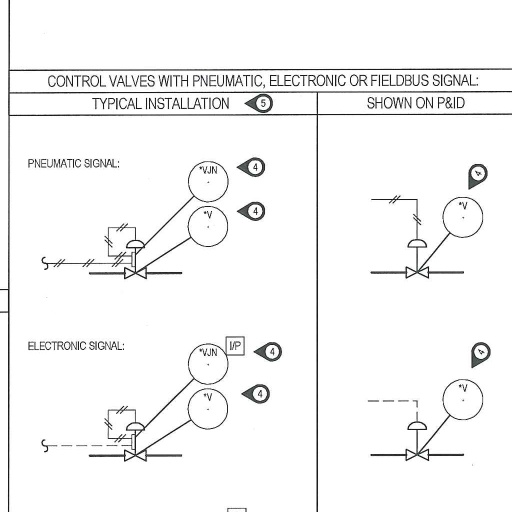 CONTROL VALVES WITH PNEUMATIC, ELECTRONIC OR FIELDBUS SIGNAL:
TYPICAL INSTALLATION 5 SHOWN ON P&ID
PNEUMATIC SIGNAL:
*VJN 4
4
*V 4
*V
ELECTRONIC SIGNAL:
*VJN I/P 4
4
*V 4
*V